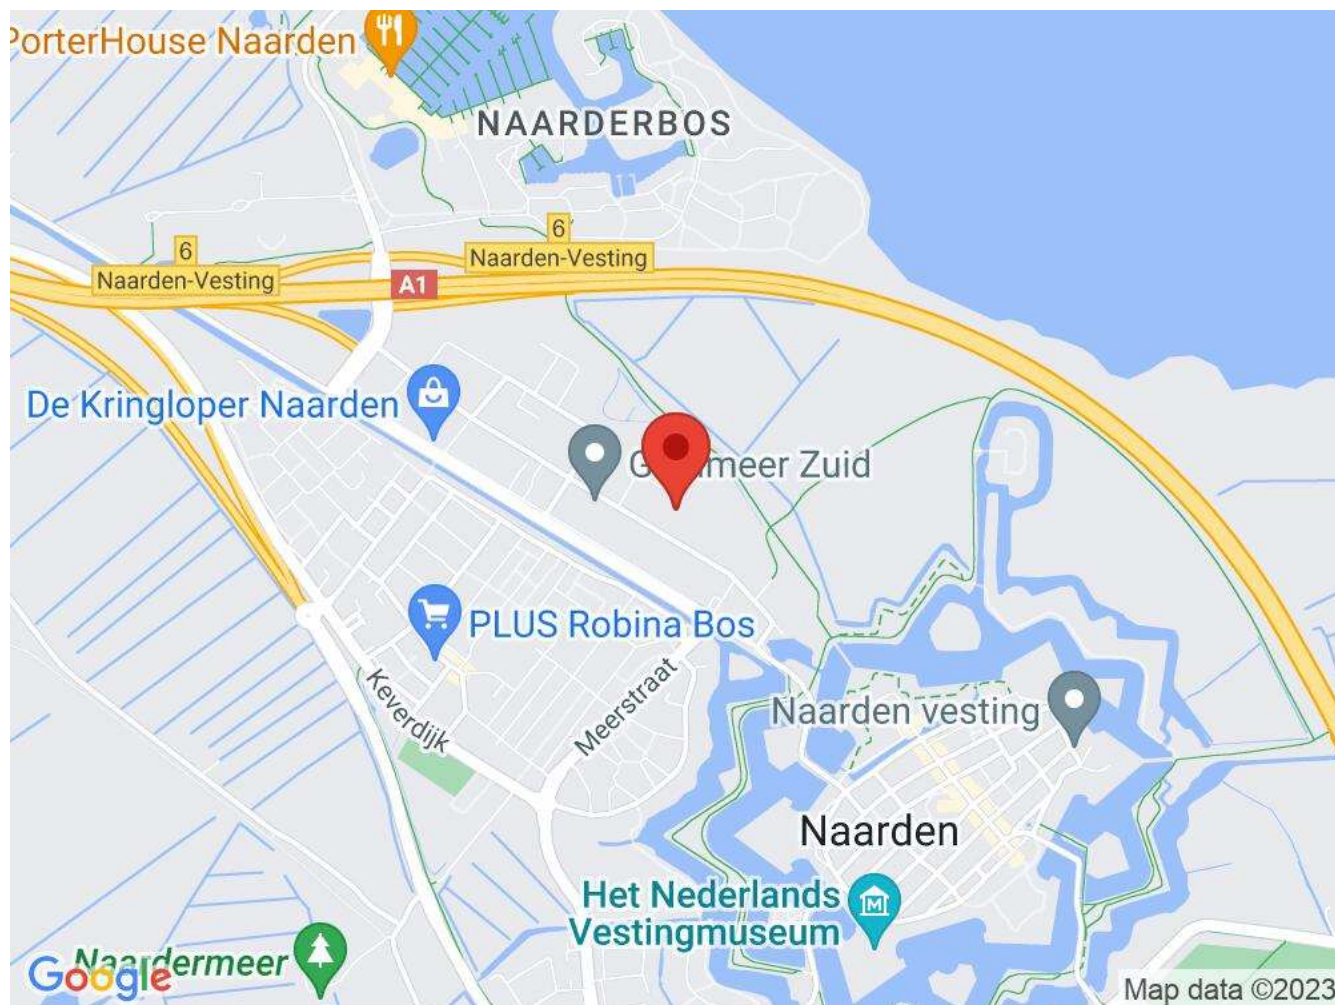 PorterHouse Naarden
NAARDERBOS
6
Naarden-Vesting
6
Naarden-Vesting
A1
De Kringloper Naarden
Zuid
PLUS Robina Bos
Keverdijk
Meerstraat
Naarden vesting
Naarden
Het Nederlands
Vestingmuseum
M
Naardermeer
Google
Map data ©2023